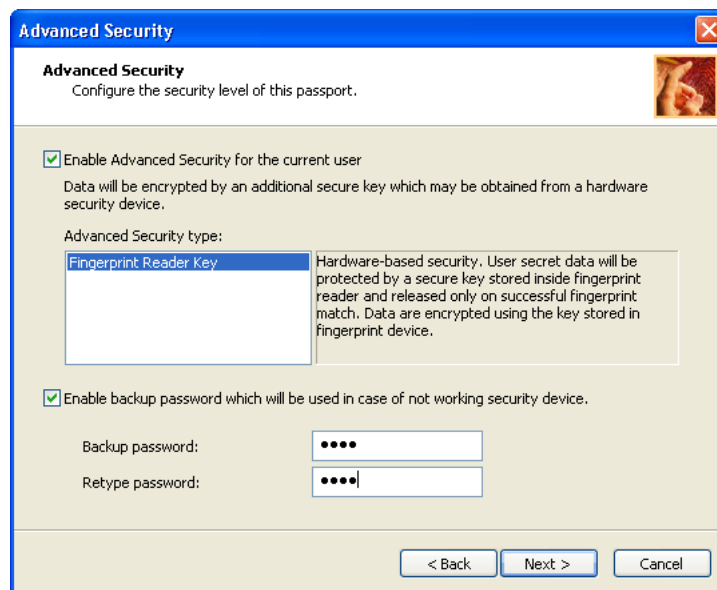 Advanced Security
Advanced Security
Configure the security level of this passport.
Enable Advanced Security for the current user
Data will be encrypted by an additional secure key which may be obtained from a hardware
security device.
Advanced Security type:
Fingerprint Reader Key
Hardware-based security. User secret data will be
protected by a secure key stored inside fingerprint
reader and released only on successful fingerprint
match. Data are encrypted using the key stored in
fingerprint device.
Enable backup password which will be used in case of not working security device.
Backup password: ●●●●
Retype password: ●●●●
< Back Next > Cancel